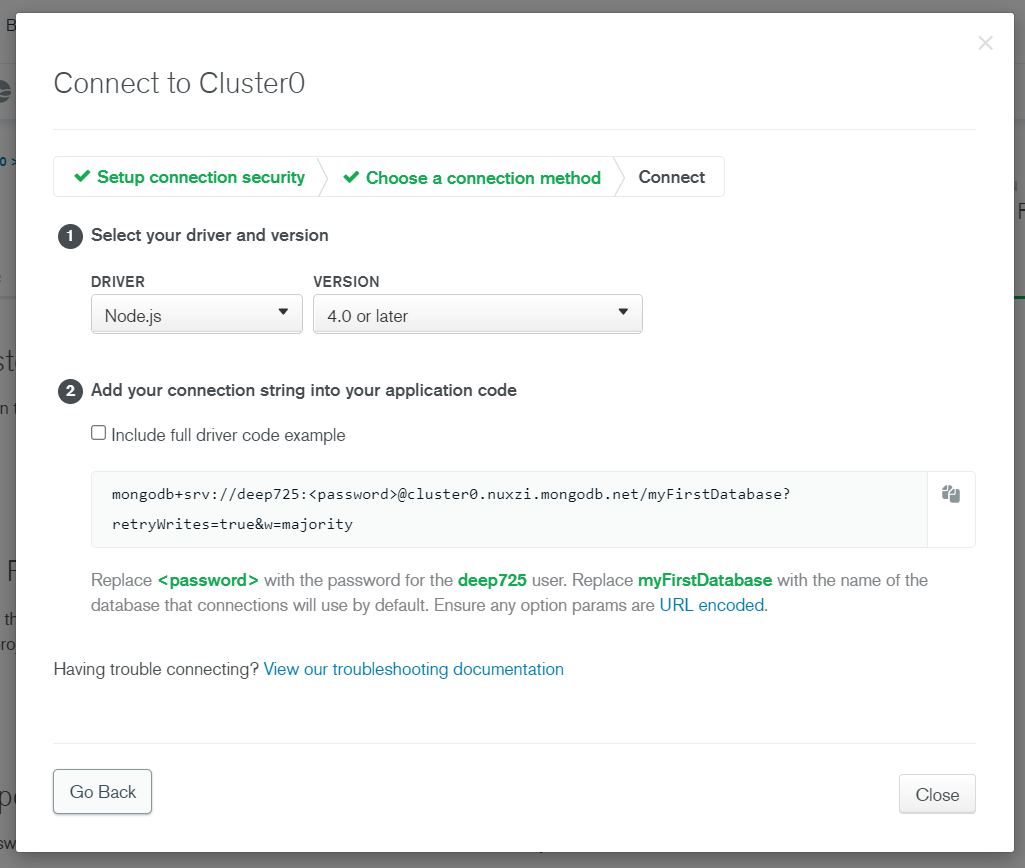 Connect to Cluster0
Setup connection security
Choose a connection method
Connect
1 Select your driver and version
DRIVER
VERSION
Node.js
4.0 or later
2 Add your connection string into your application code
Include full driver code example
mongodb+srv://deep725:<password>@cluster0.nuxzi.mongodb.net/myFirstDatabase?
retryWrites=true&w=majority
Replace <password> with the password for the deep725 user. Replace myFirstDatabase with the name of the
database that connections will use by default. Ensure any option params are URL encoded.
Having trouble connecting? View our troubleshooting documentation
Go Back
Close